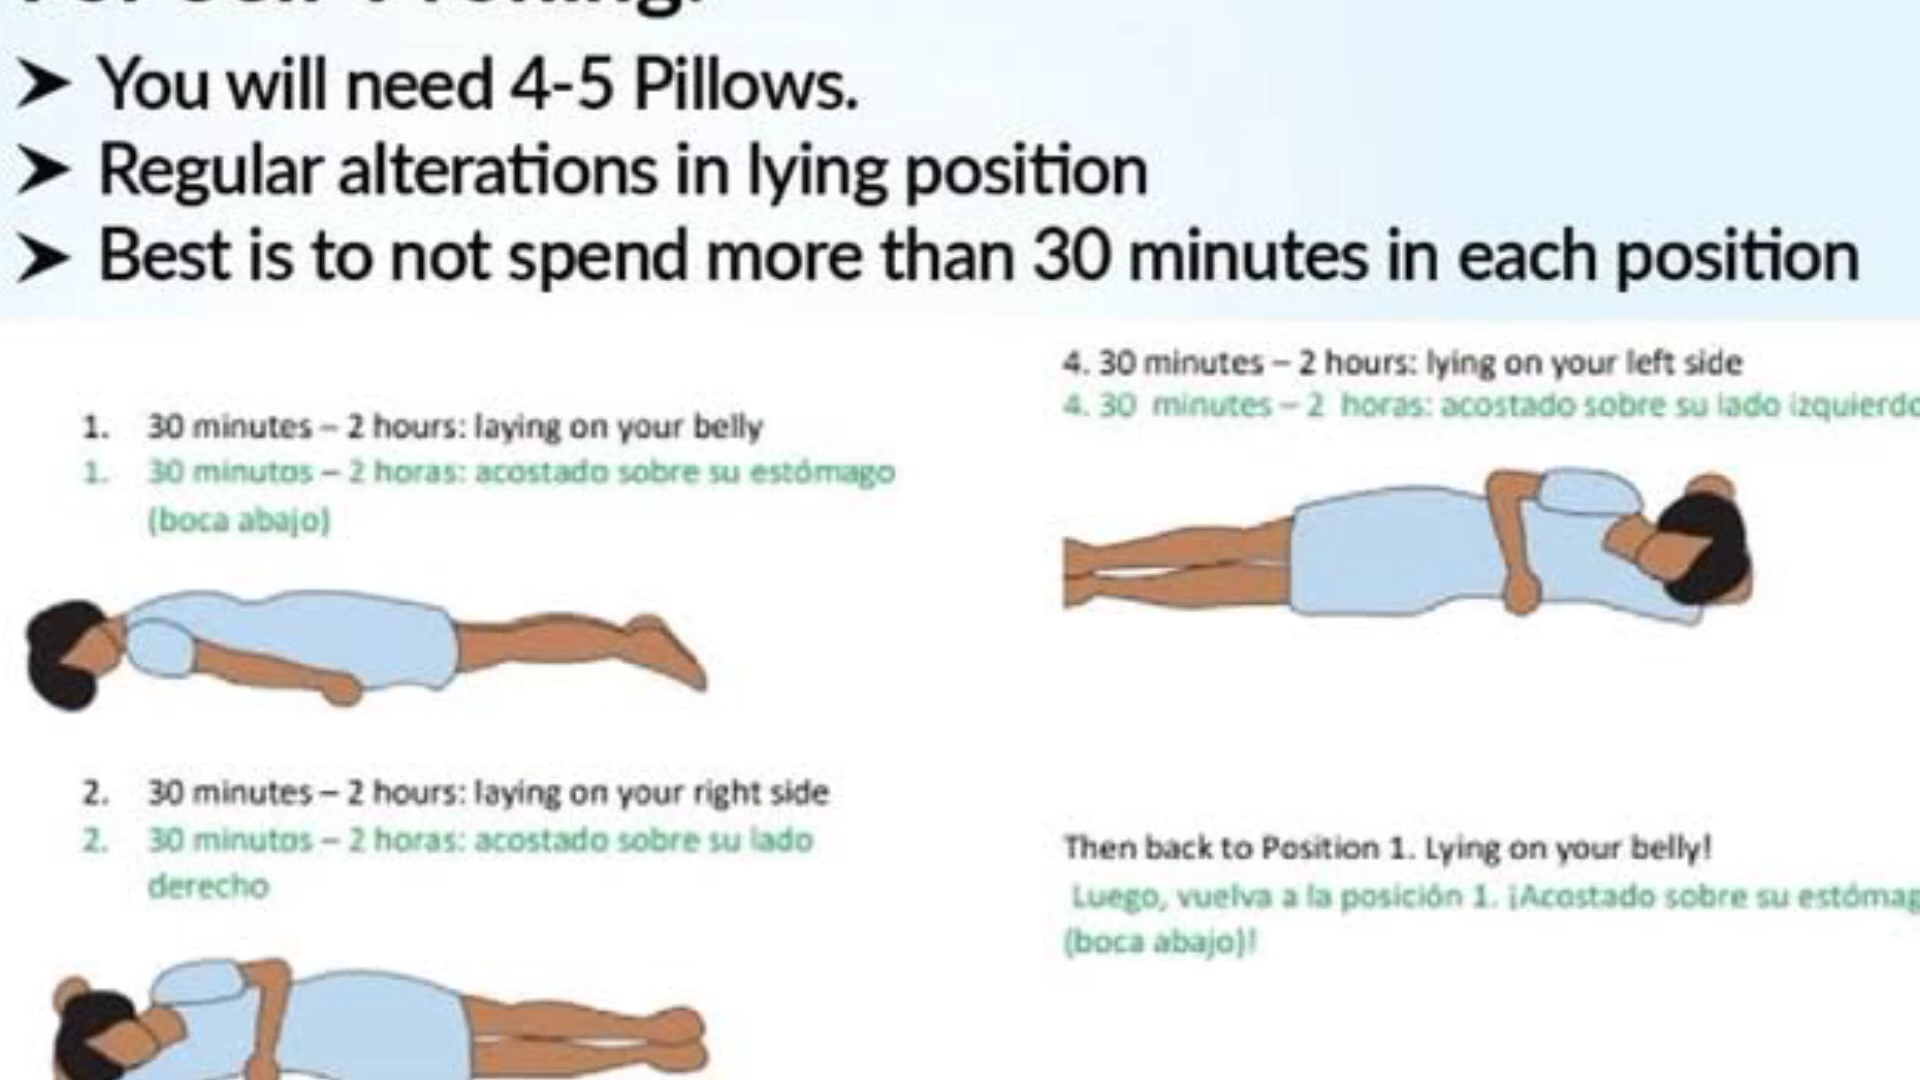 ➤ You will need 4-5 Pillows.
➤ Regular alterations in lying position
➤ Best is to not spend more than 30 minutes in each position
1. 30 minutes – 2 hours: laying on your belly
1. 30 minutos – 2 horas: acostado sobre su estómago
(boca abajo)
2. 30 minutes – 2 hours: laying on your right side
2. 30 minutos – 2 horas: acostado sobre su lado
derecho
4. 30 minutes – 2 hours: lying on your left side
4. 30 minutes – 2 horas: acostado sobre su lado izquierdo
Then back to Position 1. Lying on your belly!
Luego, vuelva a la posición 1. ¡Acostado sobre su estómag
(boca abajo)!